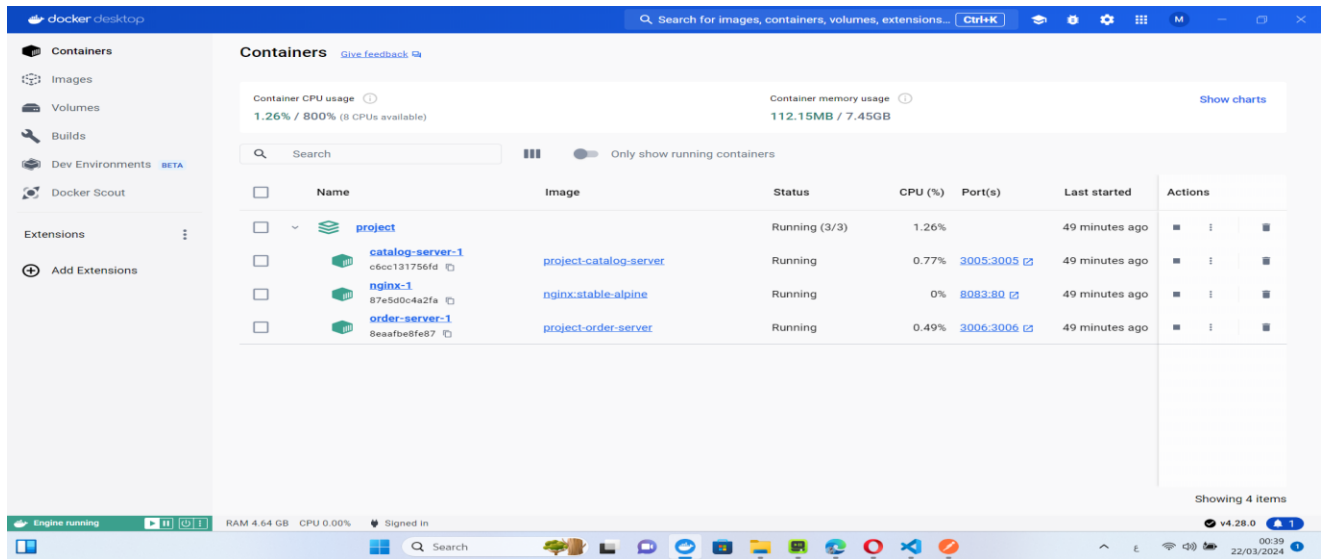 docker desktop
Search for images, containers, volumes, extensions... Ctrl+K
M
Containers
Images
Volumes
Builds
Dev Environments BETA
Docker Scout
Extensions
Add Extensions
Containers Give feedback
Container CPU usage
1.26% / 800% (8 CPUs available)
Container memory usage
112.15MB / 7.45GB
Show charts
Search
Only show running containers
Name Image Status CPU (%) Port(s) Last started Actions
project Running (3/3) 1.26% 49 minutes ago
catalog-server-1
c6cc131756fd
project-catalog-server Running 0.77% 3005:3005 49 minutes ago
nginx-1
87e5d0c4a2fa
nginx:stable-alpine Running 0% 8083:80 49 minutes ago
order-server-1
8eaafbe8fe87
project-order-server Running 0.49% 3006:3006 49 minutes ago
Showing 4 items
Engine running RAM 4.64 GB CPU 0.00% Signed in v4.28.0 1
Search
ع
00:39
22/03/2024
1